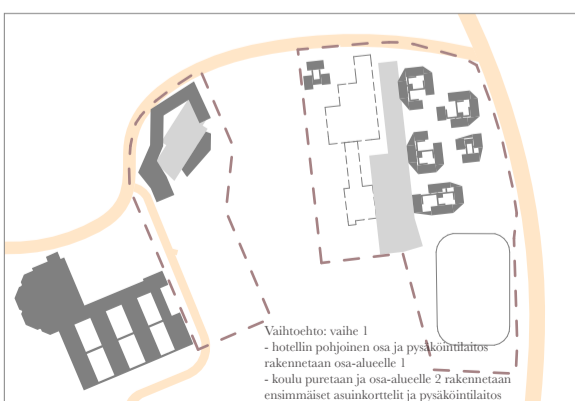 Vaihtoehto: vaihe 1
- hotellin pohjoinen osa ja pysäköintilaitos
rakennetaan osa-alueelle 1
- koulu puretaan ja osa-alueelle 2 rakennetaan
ensimmäiset asuinkorttelit ja pysäköintilaitos